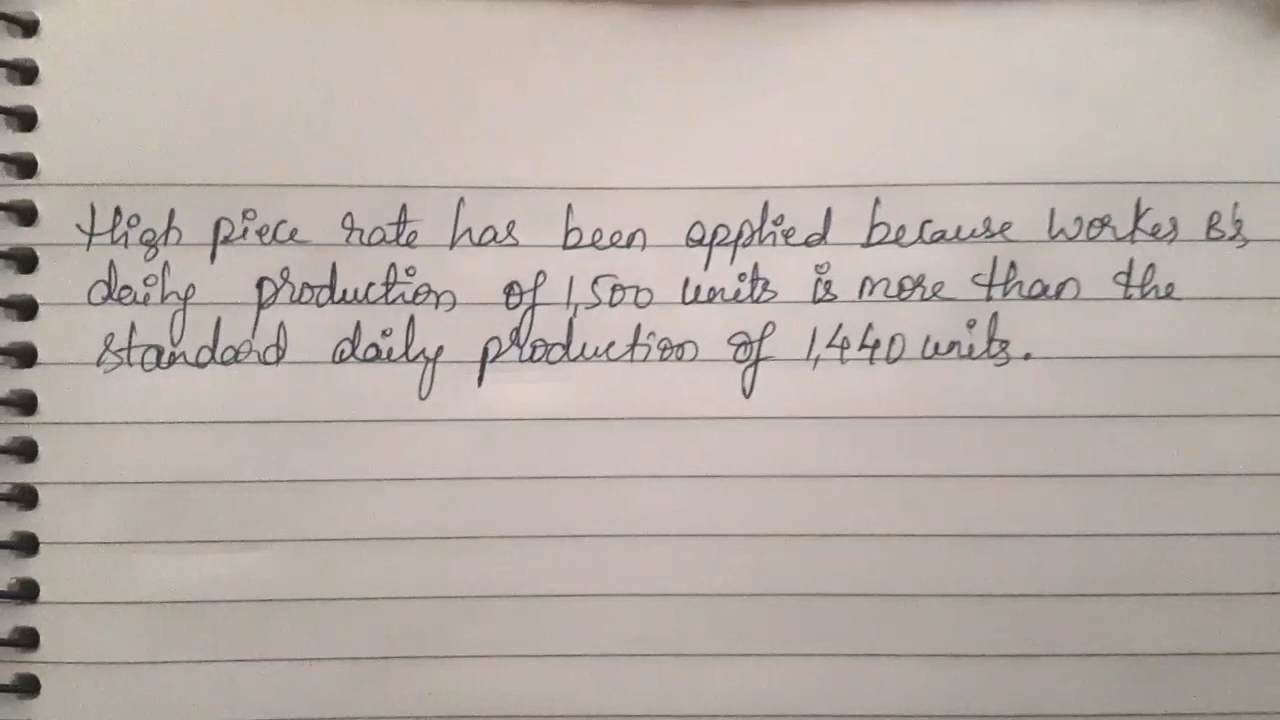 High piece rate has been applied because worker B's
daily production of 1,500 units is more than the
standard daily production of 1,440 units.